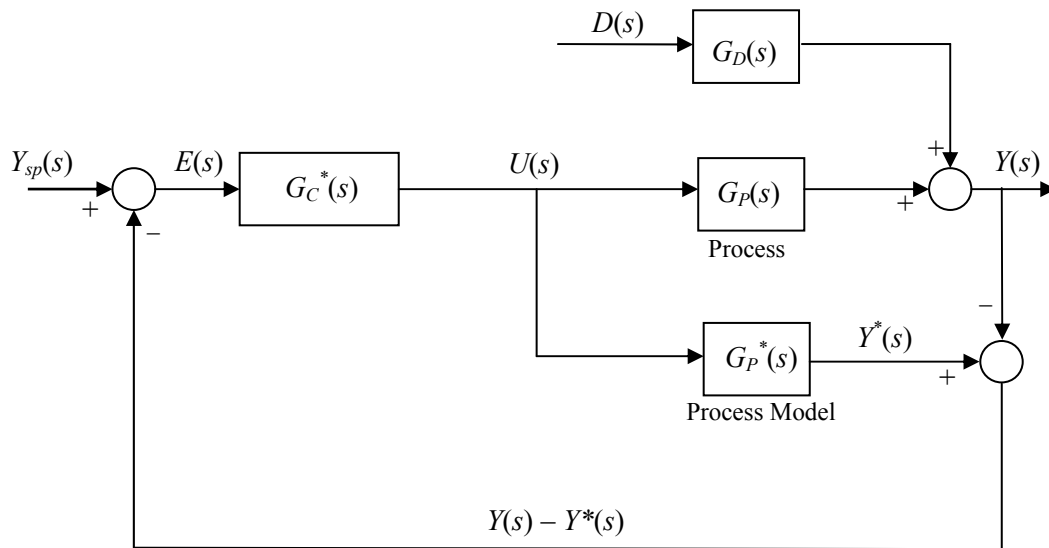 D(s)
G_D(s)
Y_sp(s)
E(s)
G_C^*(s)
U(s)
G_P(s)
Process
Y(s)
+
+
+
−
−
G_P^*(s)
Process Model
Y^*(s)
+
Y(s) – Y*(s)